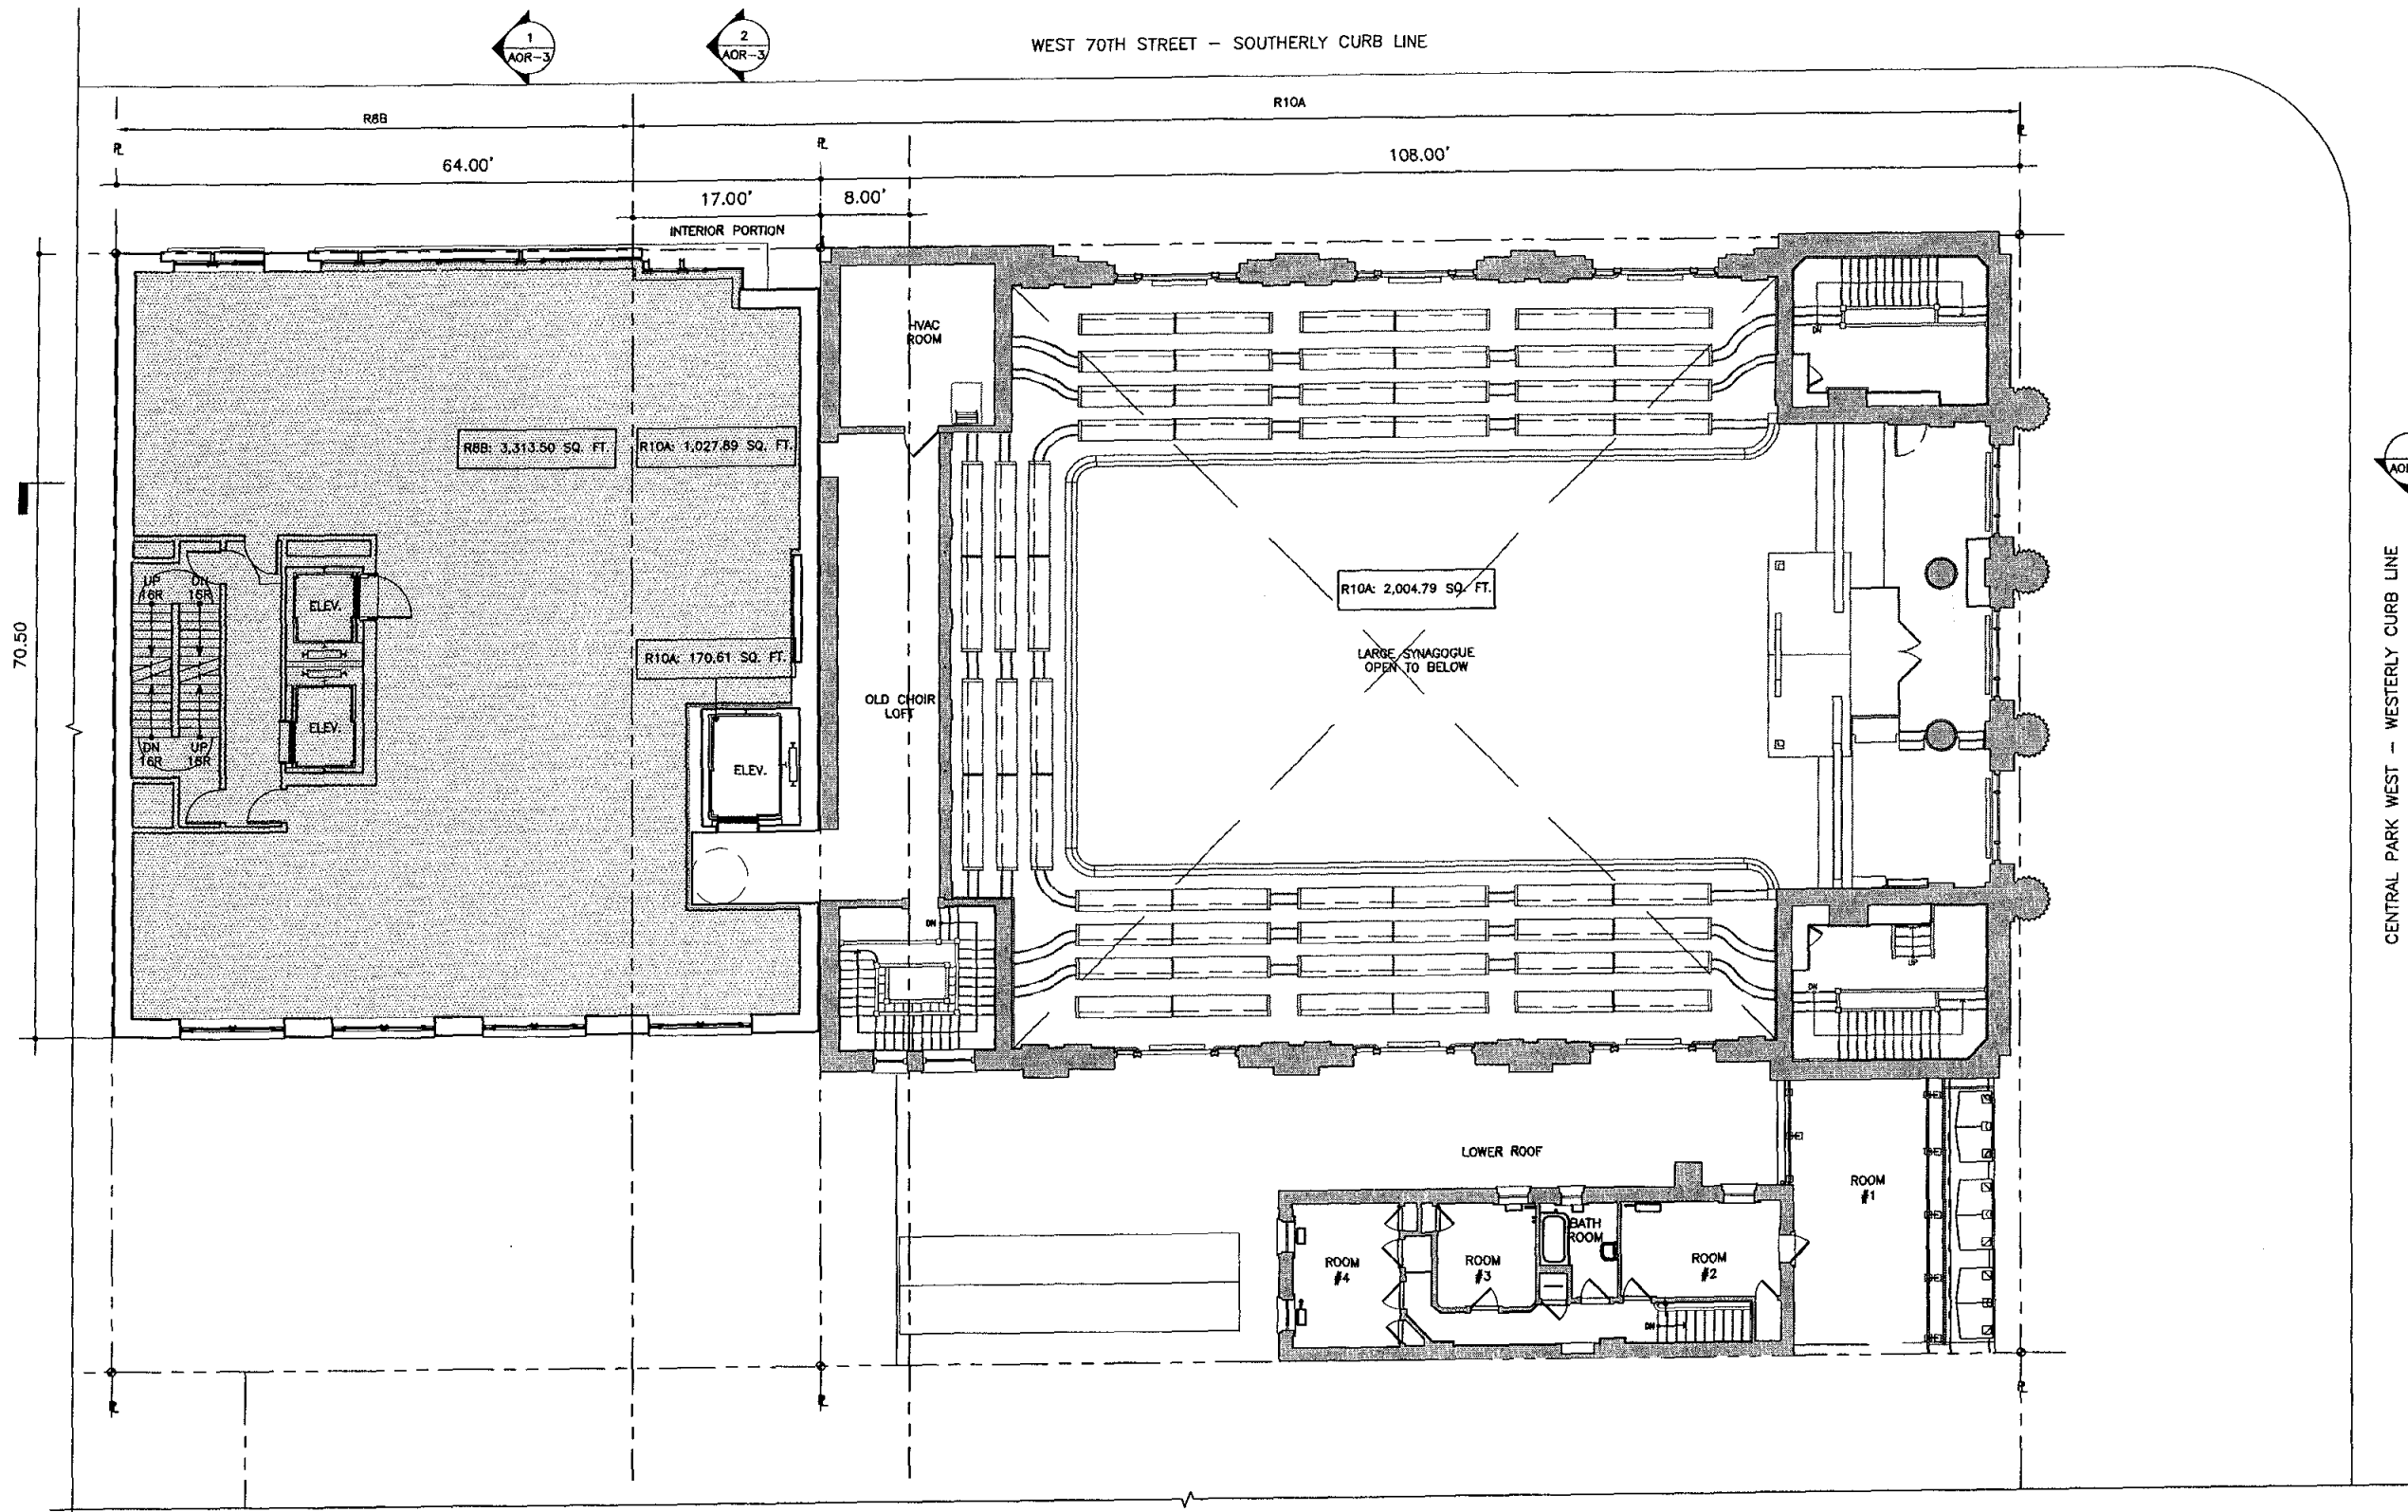 1
AOR-3
2
AOR-3
WEST 70TH STREET - SOUTHERLY CURB LINE
R8B
R10A
64.00'
108.00'
17.00'
8.00'
INTERIOR PORTION
HVAC
ROOM
R8B: 3,313.50 SQ. FT.
R10A: 1,027.89 SQ. FT.
70.50
UP
16R
DN
16R
ELEV.
R10A: 2,004.79 SQ. FT.
LARGE SYNAGOGUE
OPEN TO BELOW
R10A: 170.61 SQ. FT.
OLD CHOIR
LOFT
ELEV.
ELEV.
DN
16R
UP
16R
DN
DN
UP
DN
CENTRAL PARK WEST - WESTERLY CURB LINE
LOWER ROOF
ROOM
#1
BATH
ROOM
ROOM
#2
ROOM
#3
ROOM
#4
DN